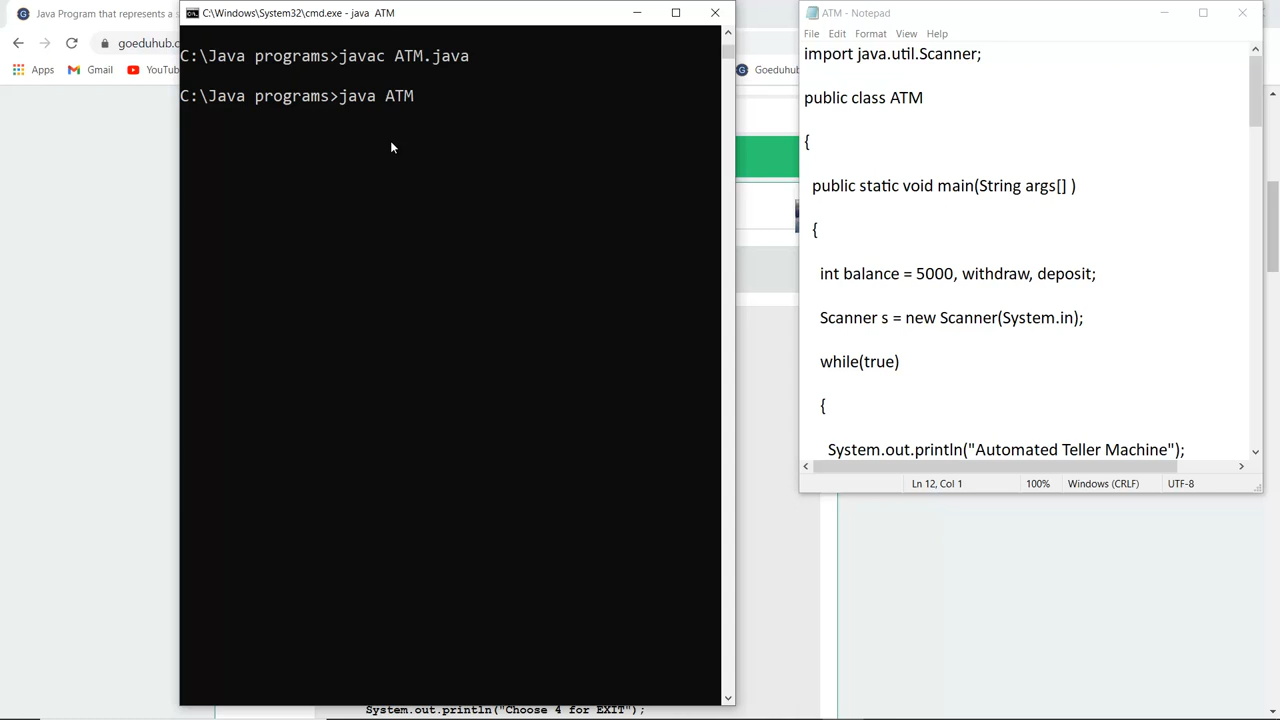 Java Program that represents a s
C:\Windows\System32\cmd.exe - java ATM
ATM - Notepad
goeduhub.c
File Edit Format View Help
Apps Gmail YouTub
Goeduhub
C:\Java programs>javac ATM.java
C:\Java programs>java ATM
import java.util.Scanner;
public class ATM
{
public static void main(String args[] )
{
int balance = 5000, withdraw, deposit;
Scanner s = new Scanner(System.in);
while(true)
{
System.out.println("Automated Teller Machine");
Ln 12, Col 1 100% Windows (CRLF) UTF-8
System.out.println("Choose 4 for EXIT");